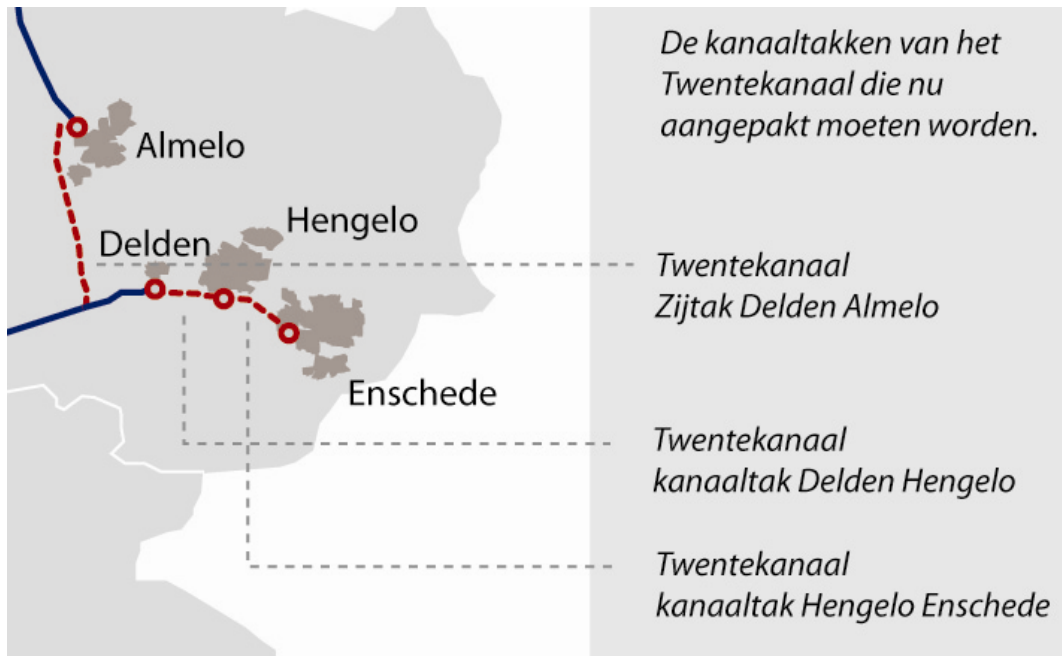 De kanaaltakken van het
Twentekanaal die nu
aangepakt moeten worden.
Almelo
Hengelo
Delden
Twentekanaal
Zijtak Delden Almelo
Enschede
Twentekanaal
kanaaltak Delden Hengelo
Twentekanaal
kanaaltak Hengelo Enschede